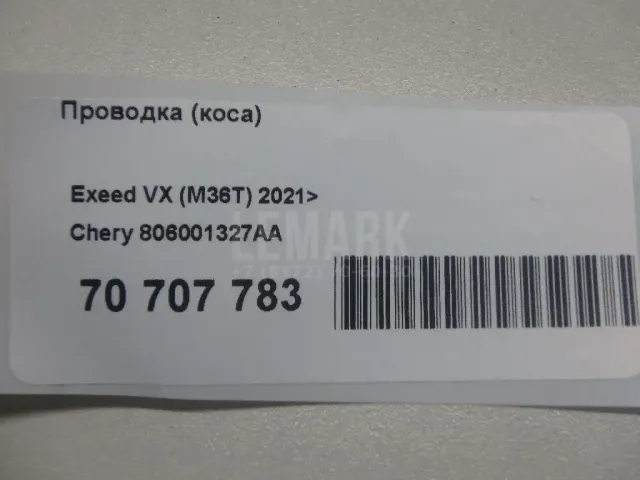 Проводка (коса)
Exeed VX (M36T) 2021>
Chery 806001327AA
LEMARK
70 707 783